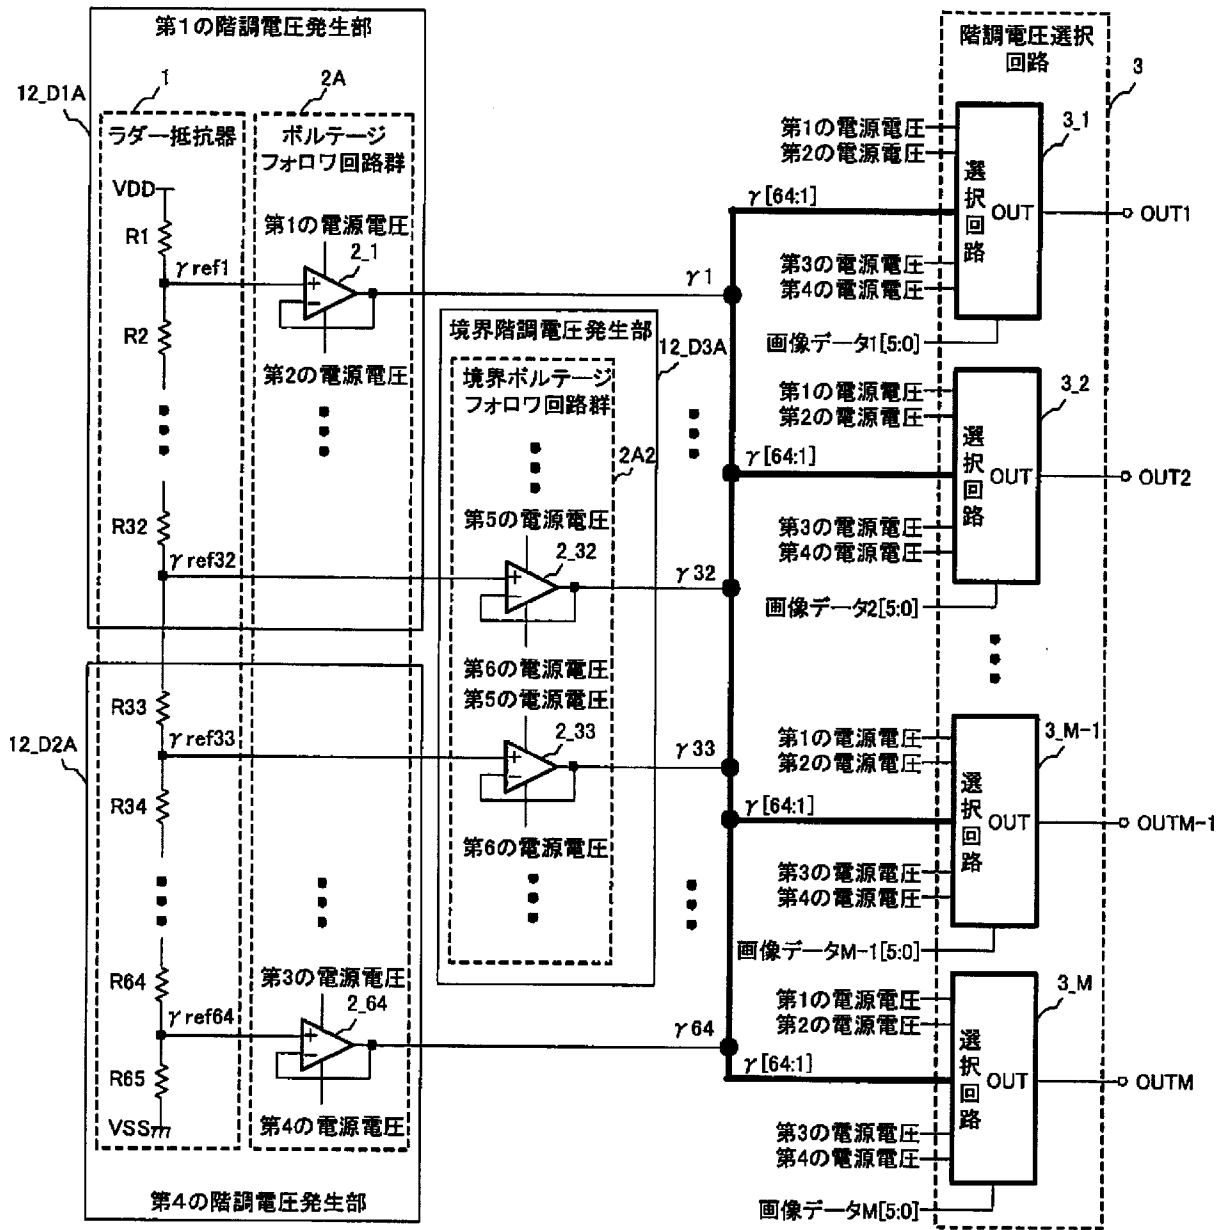 第1の階調電圧発生部
12_D1A
1
2A
ラダー抵抗器
ボルテージ
フォロワ回路群
VDD
R1
γref1
第1の電源電圧
2_1
第2の電源電圧
R2
R32
γref32
12_D2A
R33
γref33
R34
R64
γref64
R65
VSS
第3の電源電圧
2_64
第4の電源電圧
第4の階調電圧発生部
境界階調電圧発生部
12_D3A
境界ボルテージ
フォロワ回路群
2A2
第5の電源電圧
2_32
第6の電源電圧
第5の電源電圧
2_33
第6の電源電圧
γ1
γ32
γ33
γ64
階調電圧選択
回路
3
第1の電源電圧
第2の電源電圧
γ[64:1]
第3の電源電圧
第4の電源電圧
画像データ1[5:0]
選択回路
OUT
3_1
OUT1
第1の電源電圧
第2の電源電圧
γ[64:1]
第3の電源電圧
第4の電源電圧
画像データ2[5:0]
選択回路
OUT
3_2
OUT2
第1の電源電圧
第2の電源電圧
γ[64:1]
第3の電源電圧
第4の電源電圧
画像データM-1[5:0]
選択回路
OUT
3_M-1
OUTM-1
第1の電源電圧
第2の電源電圧
γ[64:1]
第3の電源電圧
第4の電源電圧
画像データM[5:0]
選択回路
OUT
3_M
OUTM